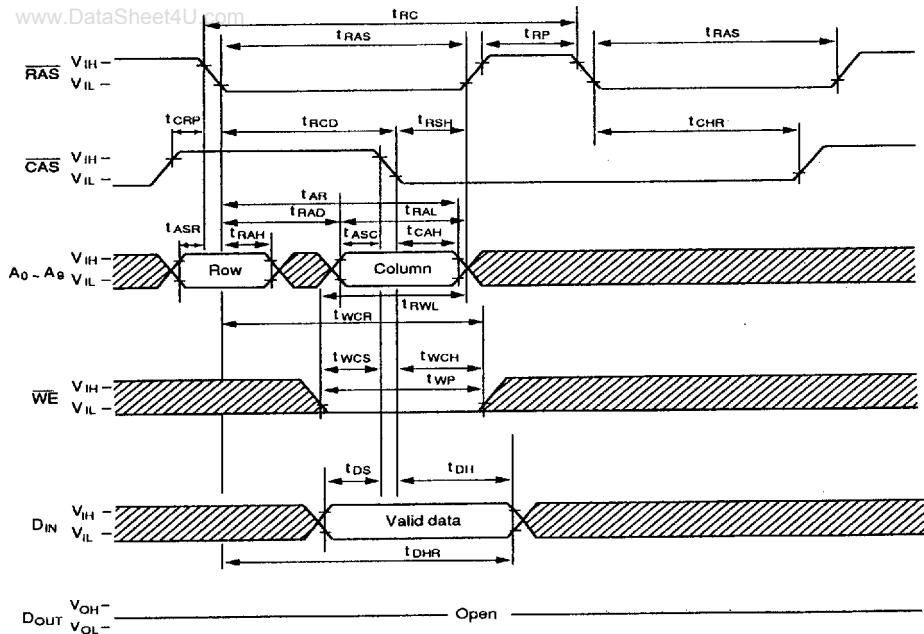 www.DataSheet4U.com
tRC
tRAS
tRP
tRAS
RAS
VIH
VIL
tCRP
tRCD
tRSH
tCHR
CAS
VIH
VIL
tAR
tRAD
tRAL
tASR
tRAH
tASC
tCAH
A0 ~ A9
VIH
VIL
Row
Column
tRWL
tWCR
tWCS
tWCH
tWP
WE
VIH
VIL
tDS
tDH
DIN
VIH
VIL
Valid data
tDHR
DOUT
VOH
VOL
Open